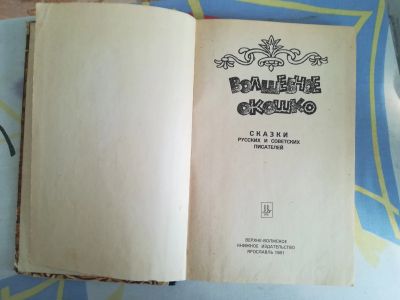 ВОЛШЕБНОЕ
ОКОШКО
СКАЗКИ
РУССКИХ И СОВЕТСКИХ
ПИСАТЕЛЕЙ
ВЕРХНЕ-ВОЛЖСКОЕ
КНИЖНОЕ ИЗДАТЕЛЬСТВО
ЯРОСЛАВЛЬ 1981